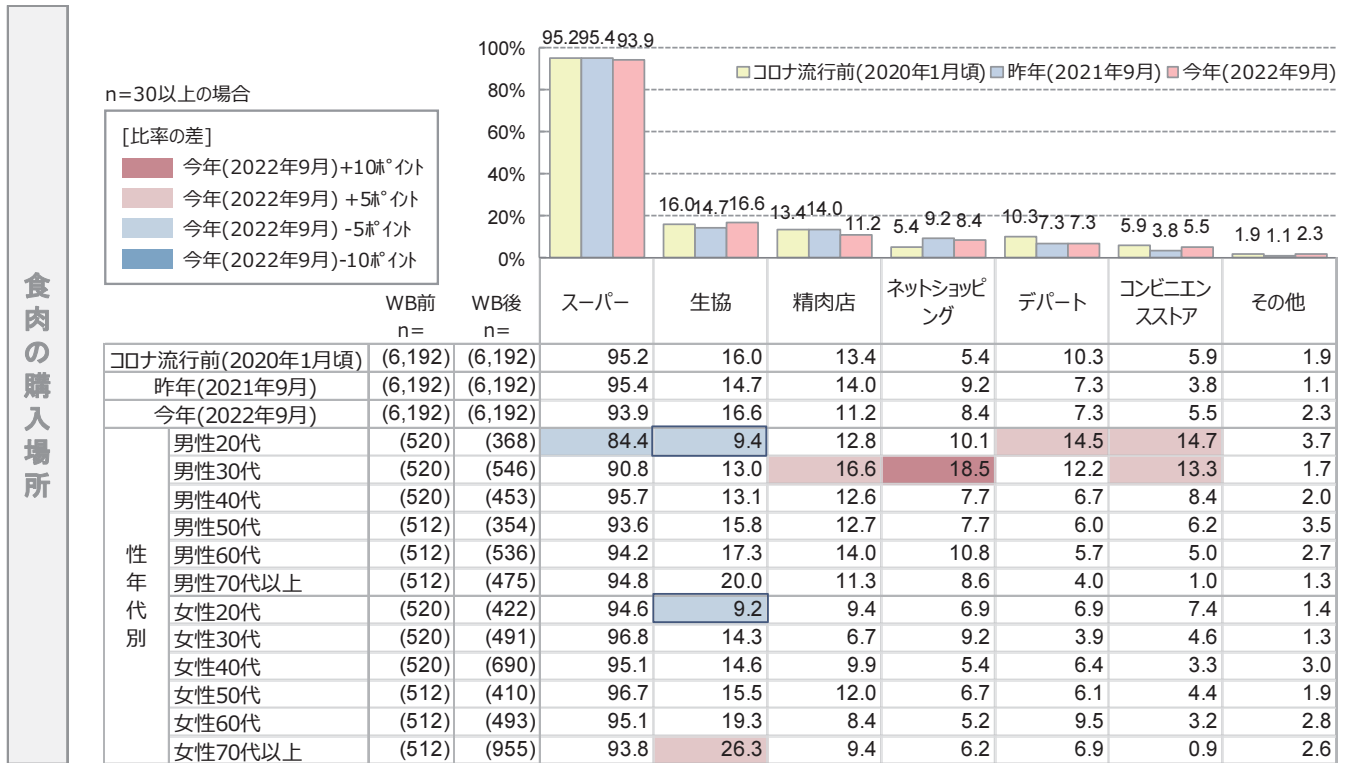 食肉の購入場所
95.2 95.4 93.9
100%
□コロナ流行前(2020年1月頃) ■昨年(2021年9月) ■今年(2022年9月)
n=30以上の場合
80%
[比率の差]
今年(2022年9月)+10ﾎﾟｲﾝﾄ
今年(2022年9月) +5ﾎﾟｲﾝﾄ
今年(2022年9月) -5ﾎﾟｲﾝﾄ
今年(2022年9月)-10ﾎﾟｲﾝﾄ
60%
40%
20%
0%
16.0 14.7 16.6 13.4 14.0 11.2 5.4 9.2 8.4 10.3 7.3 7.3 5.9 3.8 5.5 1.9 1.1 2.3
WB前 n= WB後 n= スーパー 生協 精肉店 ネットショッピング デパート コンビニエンスストア その他
コロナ流行前(2020年1月頃) (6,192) (6,192) 95.2 16.0 13.4 5.4 10.3 5.9 1.9
昨年(2021年9月) (6,192) (6,192) 95.4 14.7 14.0 9.2 7.3 3.8 1.1
今年(2022年9月) (6,192) (6,192) 93.9 16.6 11.2 8.4 7.3 5.5 2.3
性年代別
男性20代 (520) (368) 84.4 9.4 12.8 10.1 14.5 14.7 3.7
男性30代 (520) (546) 90.8 13.0 16.6 18.5 12.2 13.3 1.7
男性40代 (520) (453) 95.7 13.1 12.6 7.7 6.7 8.4 2.0
男性50代 (512) (354) 93.6 15.8 12.7 7.7 6.0 6.2 3.5
男性60代 (512) (536) 94.2 17.3 14.0 10.8 5.7 5.0 2.7
男性70代以上 (512) (475) 94.8 20.0 11.3 8.6 4.0 1.0 1.3
女性20代 (520) (422) 94.6 9.2 9.4 6.9 6.9 7.4 1.4
女性30代 (520) (491) 96.8 14.3 6.7 9.2 3.9 4.6 1.3
女性40代 (520) (690) 95.1 14.6 9.9 5.4 6.4 3.3 3.0
女性50代 (512) (410) 96.7 15.5 12.0 6.7 6.1 4.4 1.9
女性60代 (512) (493) 95.1 19.3 8.4 5.2 9.5 3.2 2.8
女性70代以上 (512) (955) 93.8 26.3 9.4 6.2 6.9 0.9 2.6